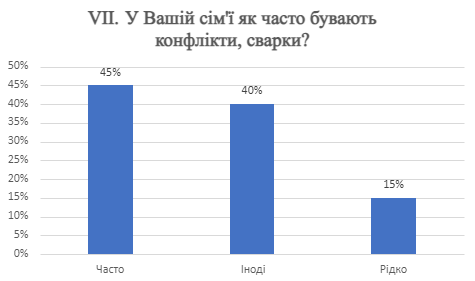 VII. У Вашій сім'ї як часто бувають
конфлікти, сварки?
50%
45%
40%
35%
30%
25%
20%
15%
10%
5%
0%
45%
40%
15%
Часто
Іноді
Рідко